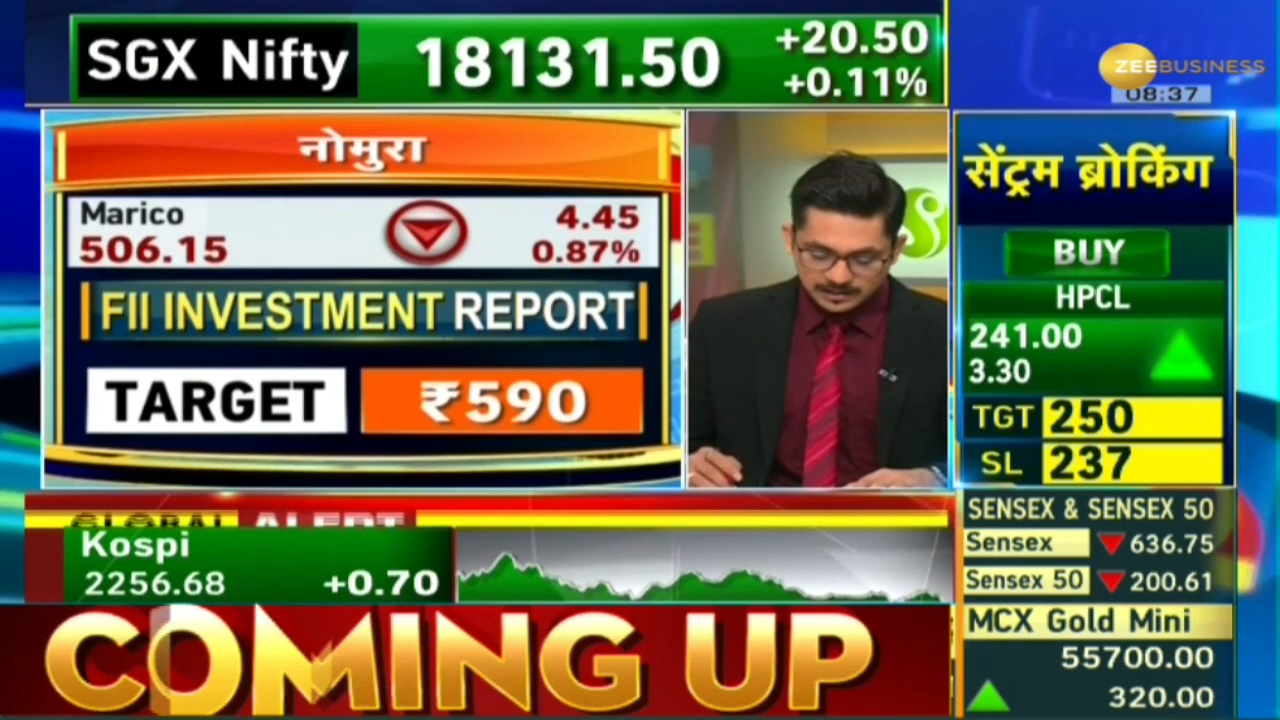 SGX Nifty 18131.50 +20.50
+0.11%
ZEEBUSINESS
08:37
नोमुरा
Marico 4.45
506.15 0.87%
FII INVESTMENT REPORT
TARGET ₹590
सेंट्रम ब्रोकिंग
BUY
HPCL
241.00
3.30
TGT 250
SL 237
GLOBAL ALERT
Kospi
2256.68 +0.70
SENSEX & SENSEX 50
Sensex 636.75
Sensex 50 200.61
MCX Gold Mini
55700.00
320.00
COMING UP